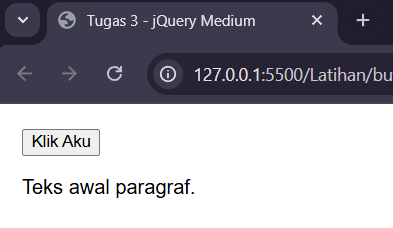 Tugas 3 - jQuery Medium
127.0.0.1:5500/Latihan/bu
Klik Aku
Teks awal paragraf.